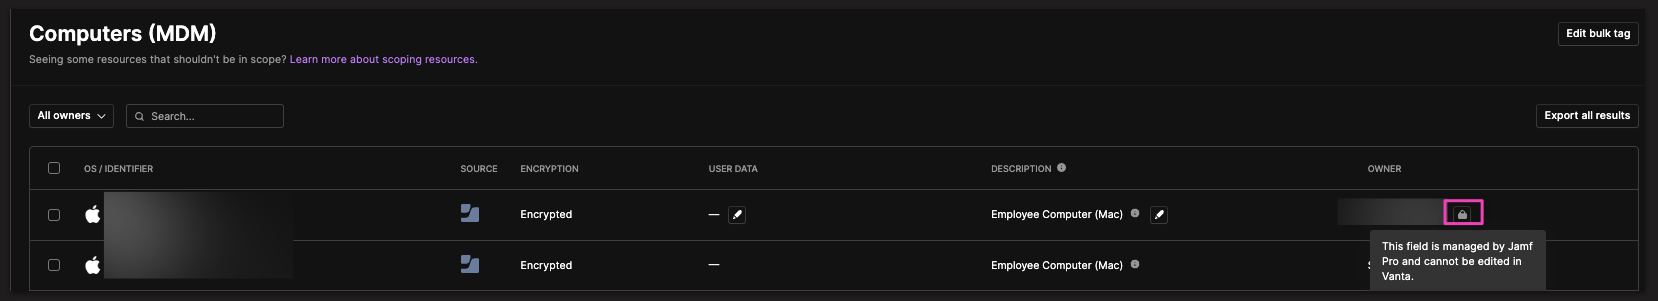 Computers (MDM)
Edit bulk tag
Seeing some resources that shouldn't be in scope? Learn more about scoping resources.
All owners
Search...
Export all results
OS / IDENTIFIER SOURCE ENCRYPTION USER DATA DESCRIPTION OWNER
Encrypted — Employee Computer (Mac)
This field is managed by Jamf
Pro and cannot be edited in
Vanta.
Encrypted — Employee Computer (Mac)